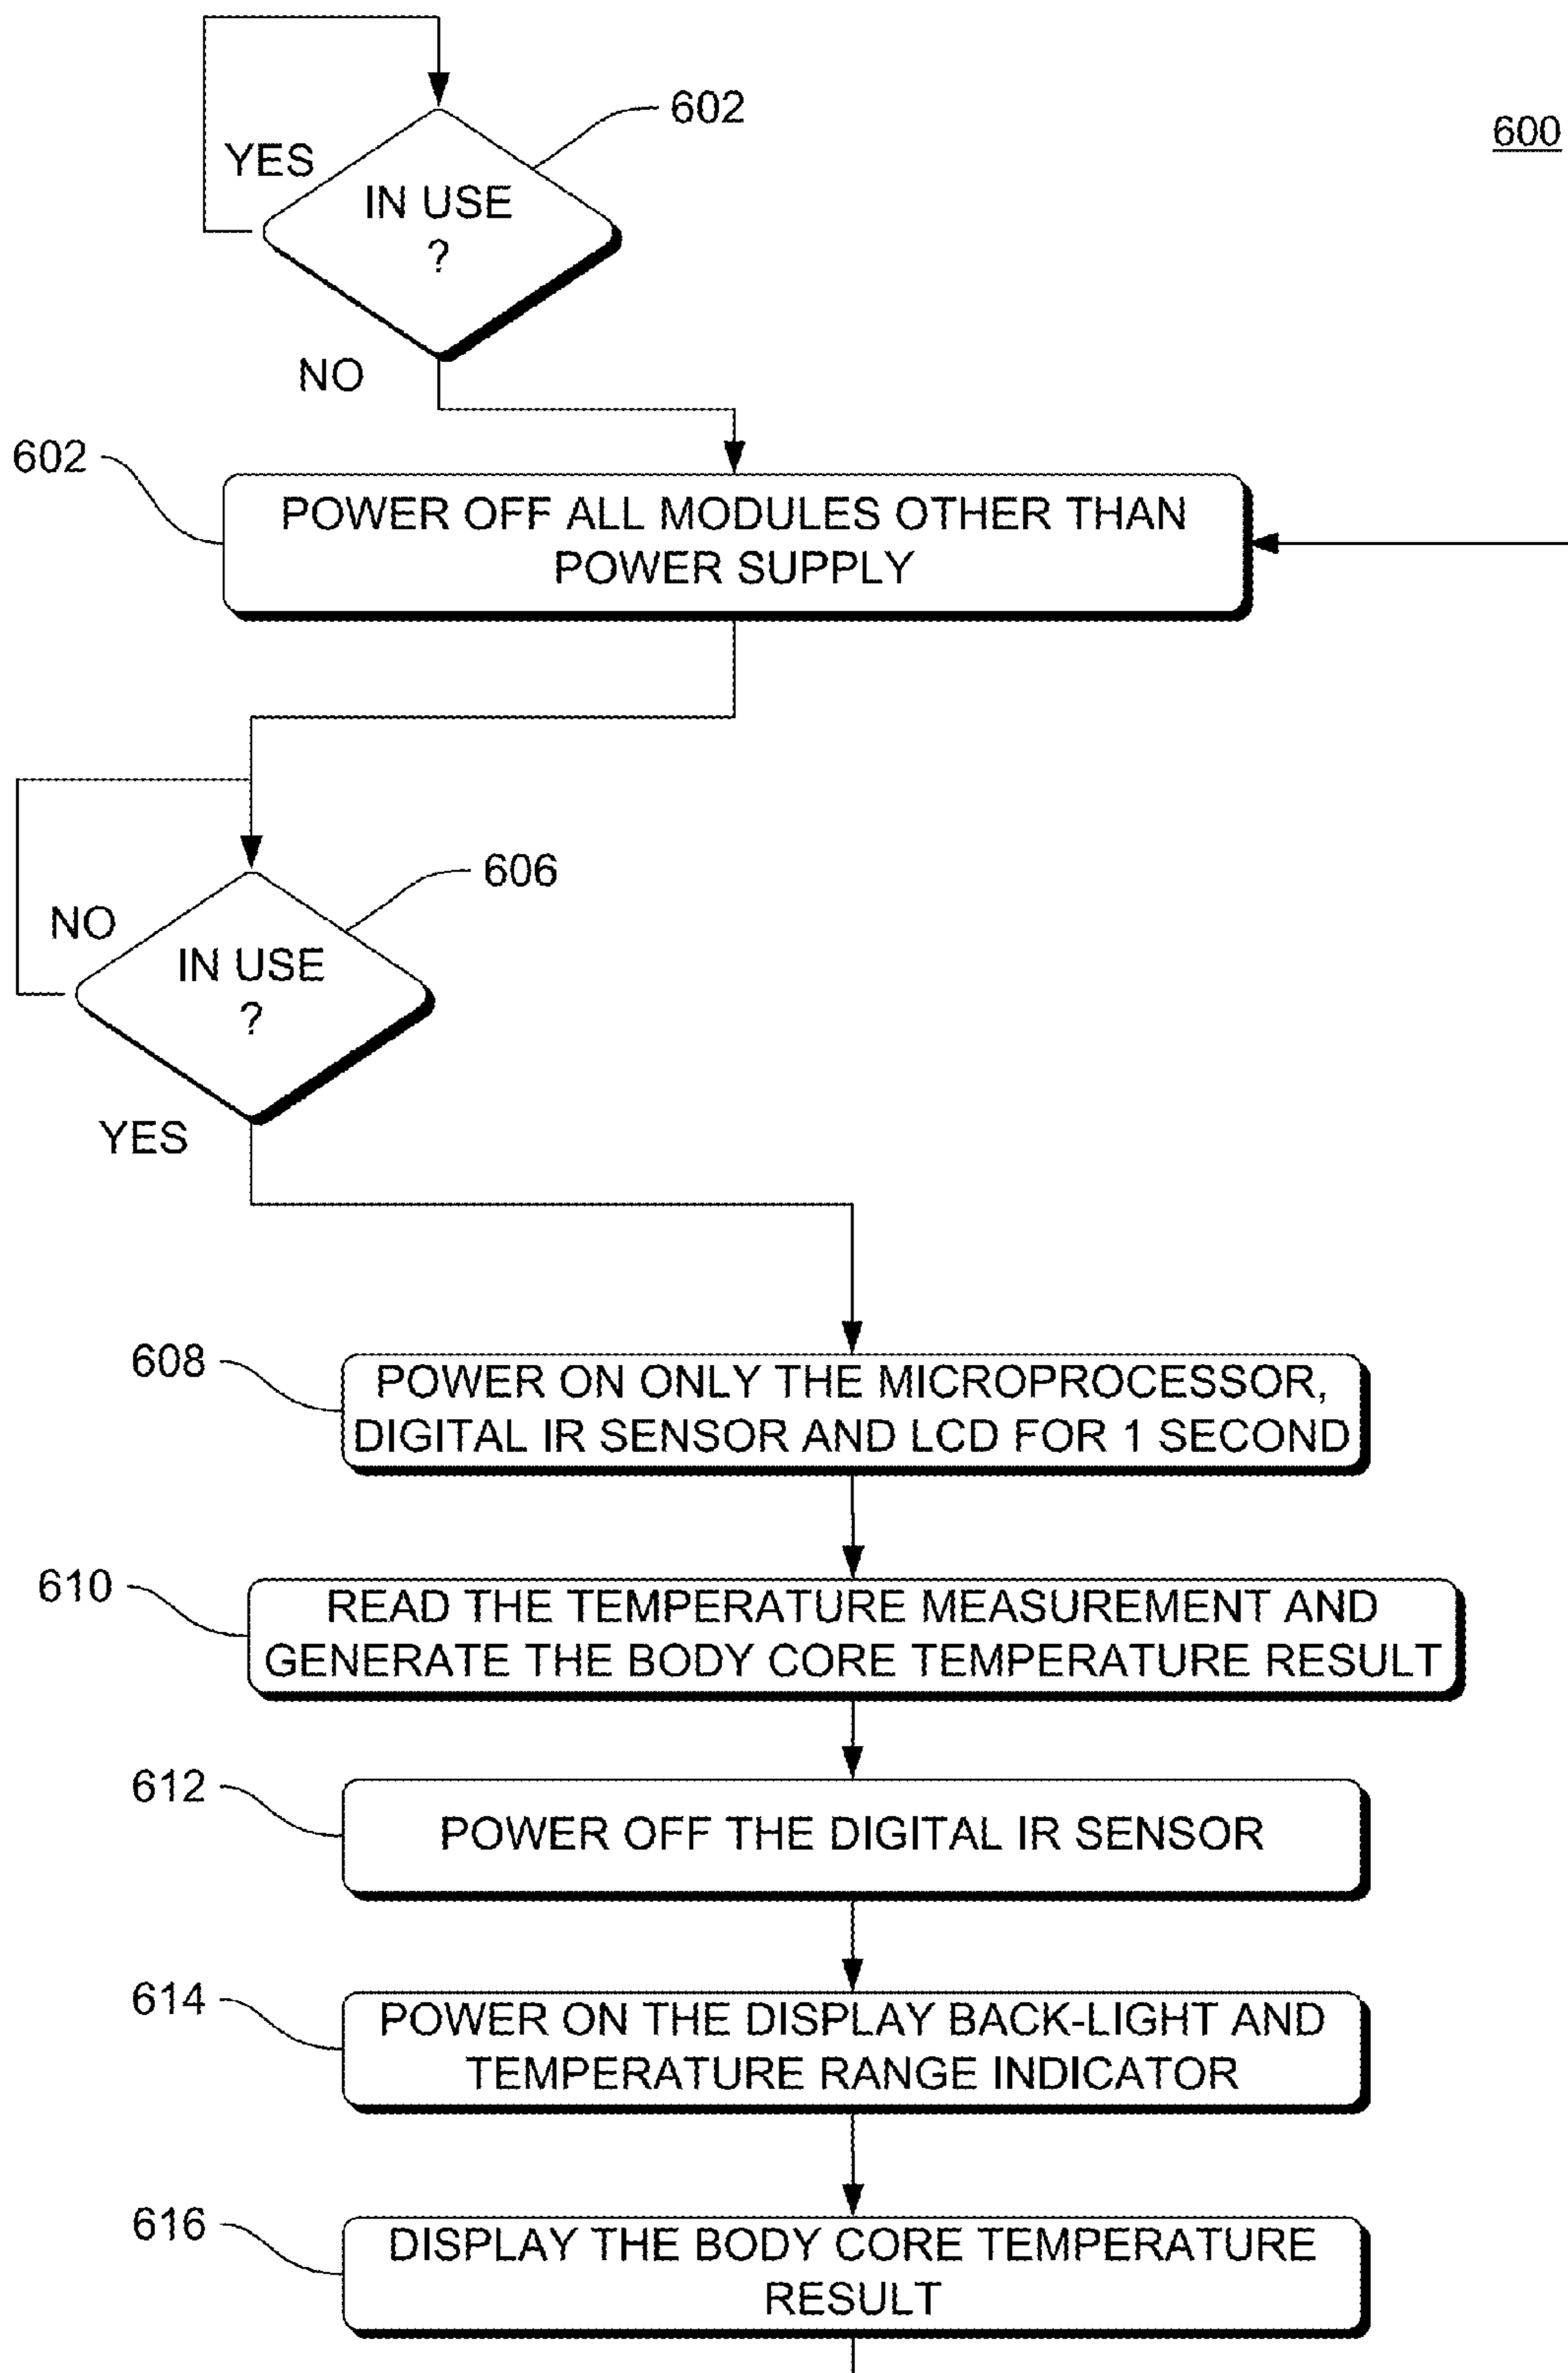 600
602
YES
IN USE
?
NO
602
POWER OFF ALL MODULES OTHER THAN
POWER SUPPLY
606
NO
IN USE
?
YES
608
POWER ON ONLY THE MICROPROCESSOR,
DIGITAL IR SENSOR AND LCD FOR 1 SECOND
610
READ THE TEMPERATURE MEASUREMENT AND
GENERATE THE BODY CORE TEMPERATURE RESULT
612
POWER OFF THE DIGITAL IR SENSOR
614
POWER ON THE DISPLAY BACK-LIGHT AND
TEMPERATURE RANGE INDICATOR
616
DISPLAY THE BODY CORE TEMPERATURE
RESULT